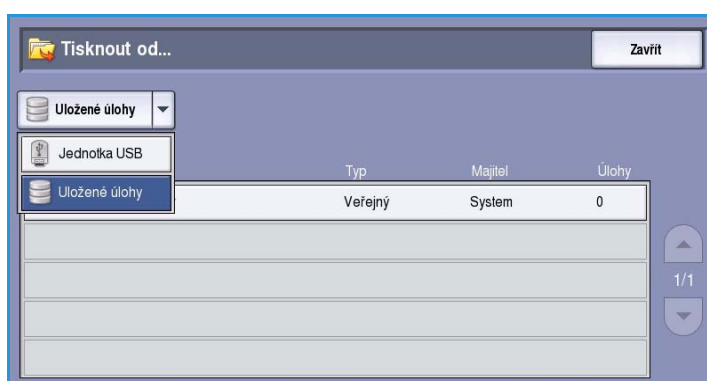 Tisknout od...
Zavřít
Uložené úlohy
Jednotka USB
Uložené úlohy
Typ Majitel Úlohy
Veřejný System 0
1/1